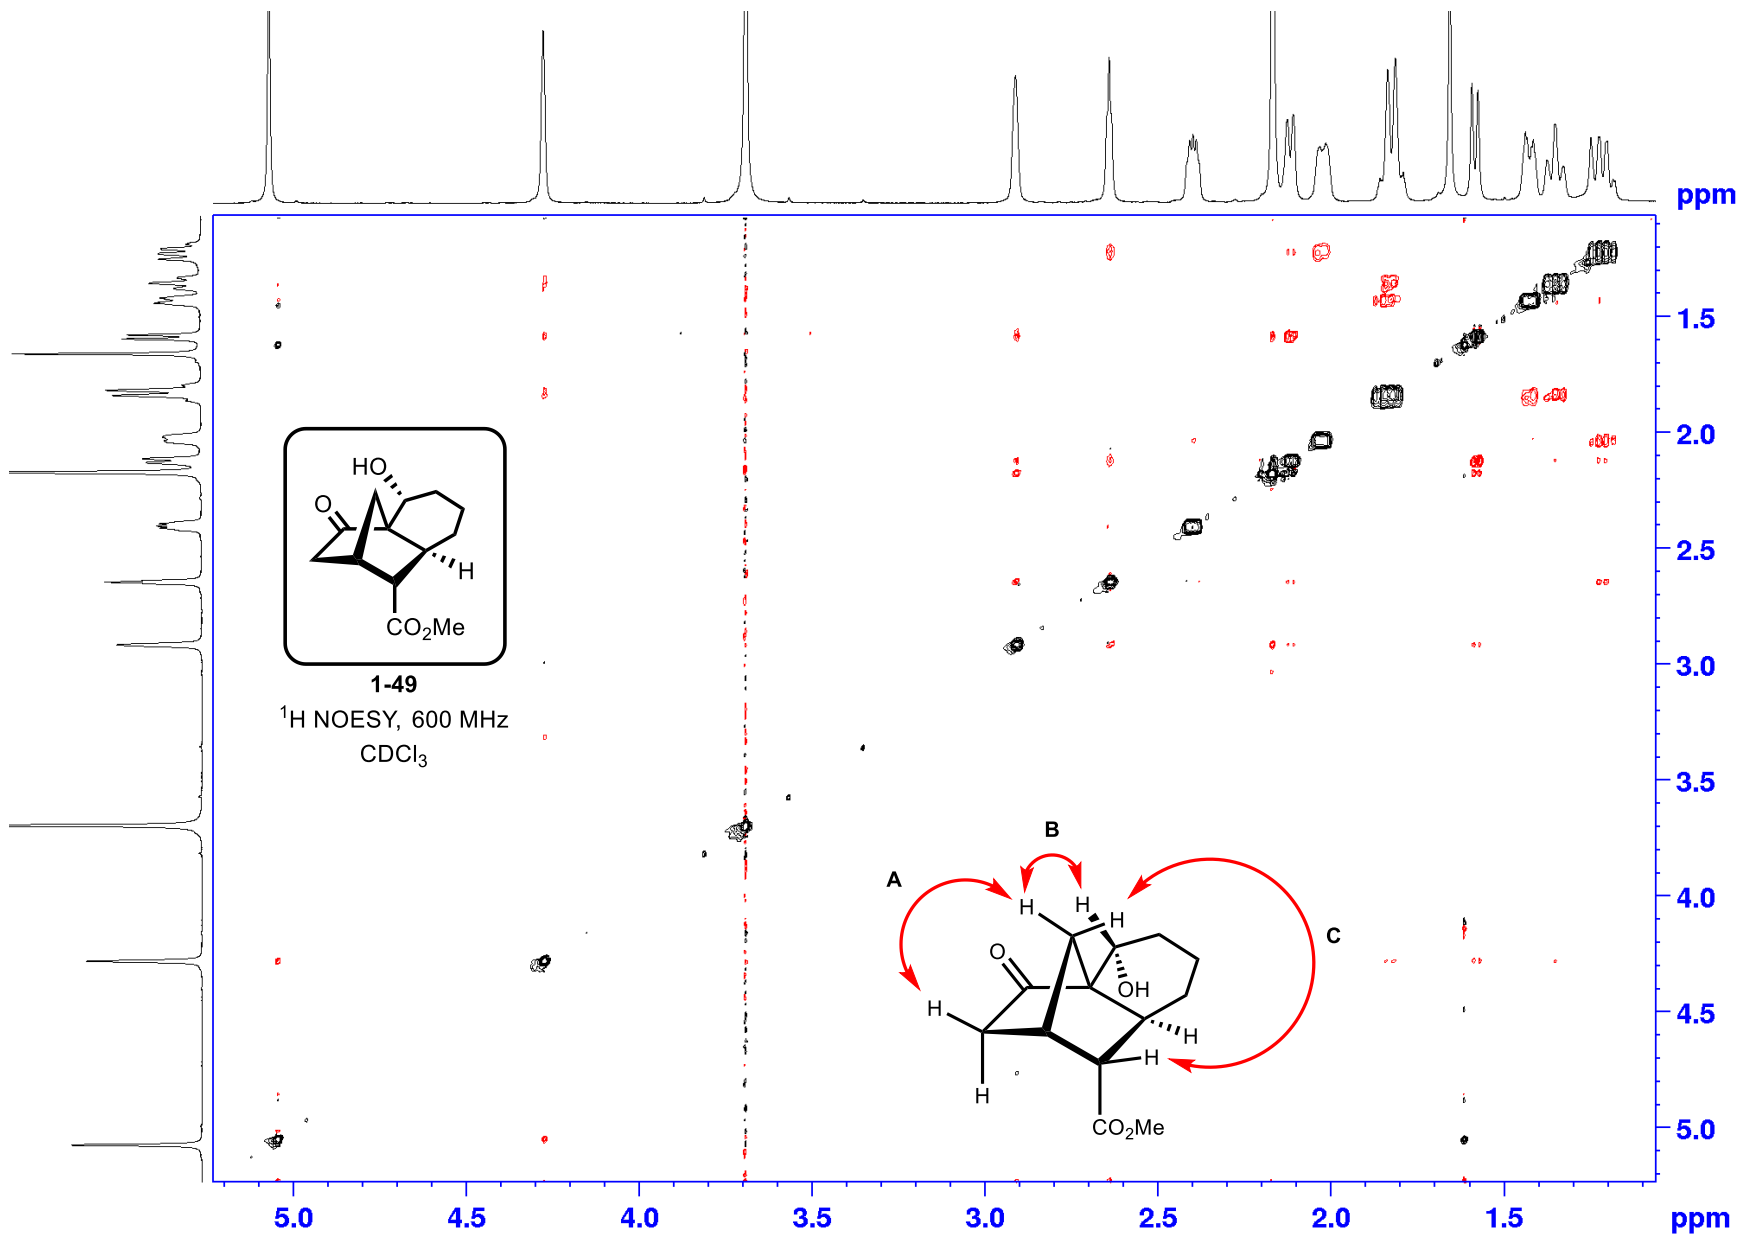 ppm
1.5
2.0
2.5
3.0
3.5
4.0
4.5
5.0
HO
O
H
CO2Me
1-49
1H NOESY, 600 MHz
CDCl3
B
A
H
H
H
C
O
OH
H
H
H
H
CO2Me
5.0 4.5 4.0 3.5 3.0 2.5 2.0 1.5 ppm